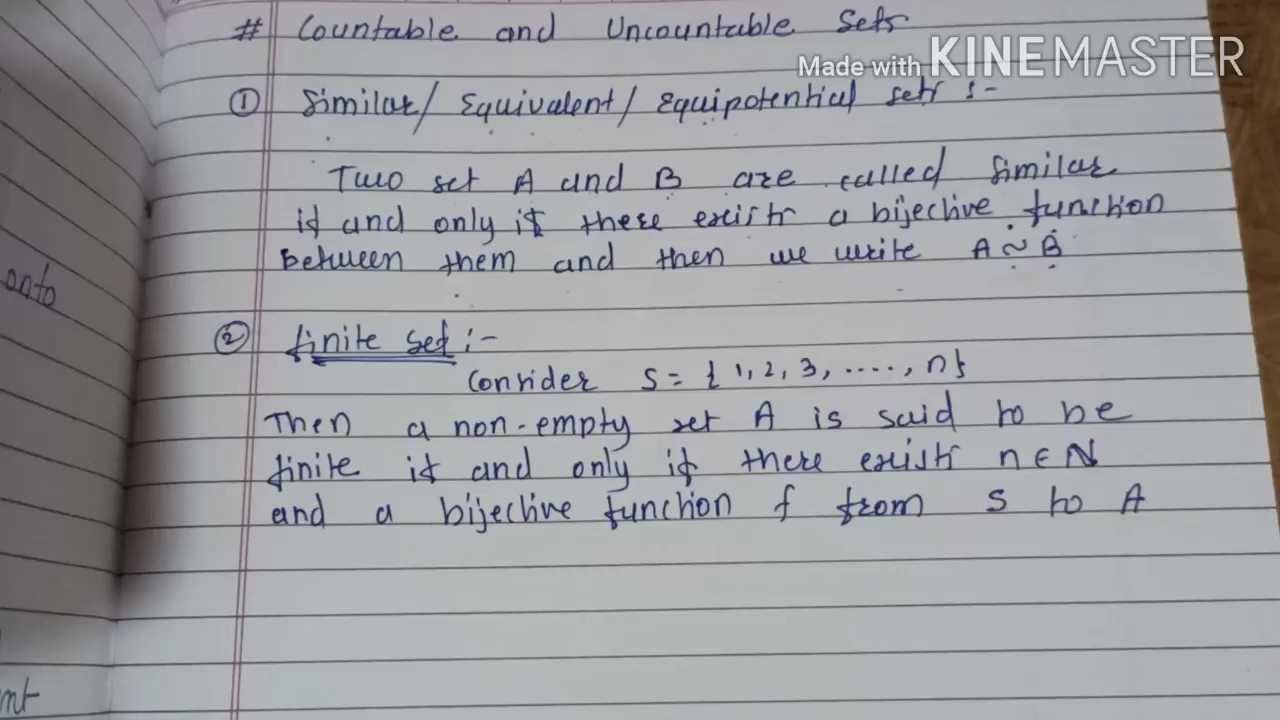 # Countable and Uncountable Sets
Made with KINEMASTER
① Similar/ Equivalent/ Equipotential sets :-
Two set A and B are called similar
if and only if there exists a bijective function
between them and then we write A ~ B
onto
② finite set :-
Consider S = { 1, 2, 3, ....., n}
Then a non-empty set A is said to be
finite if and only if there exists n ∈ N
and a bijective function f from S to A